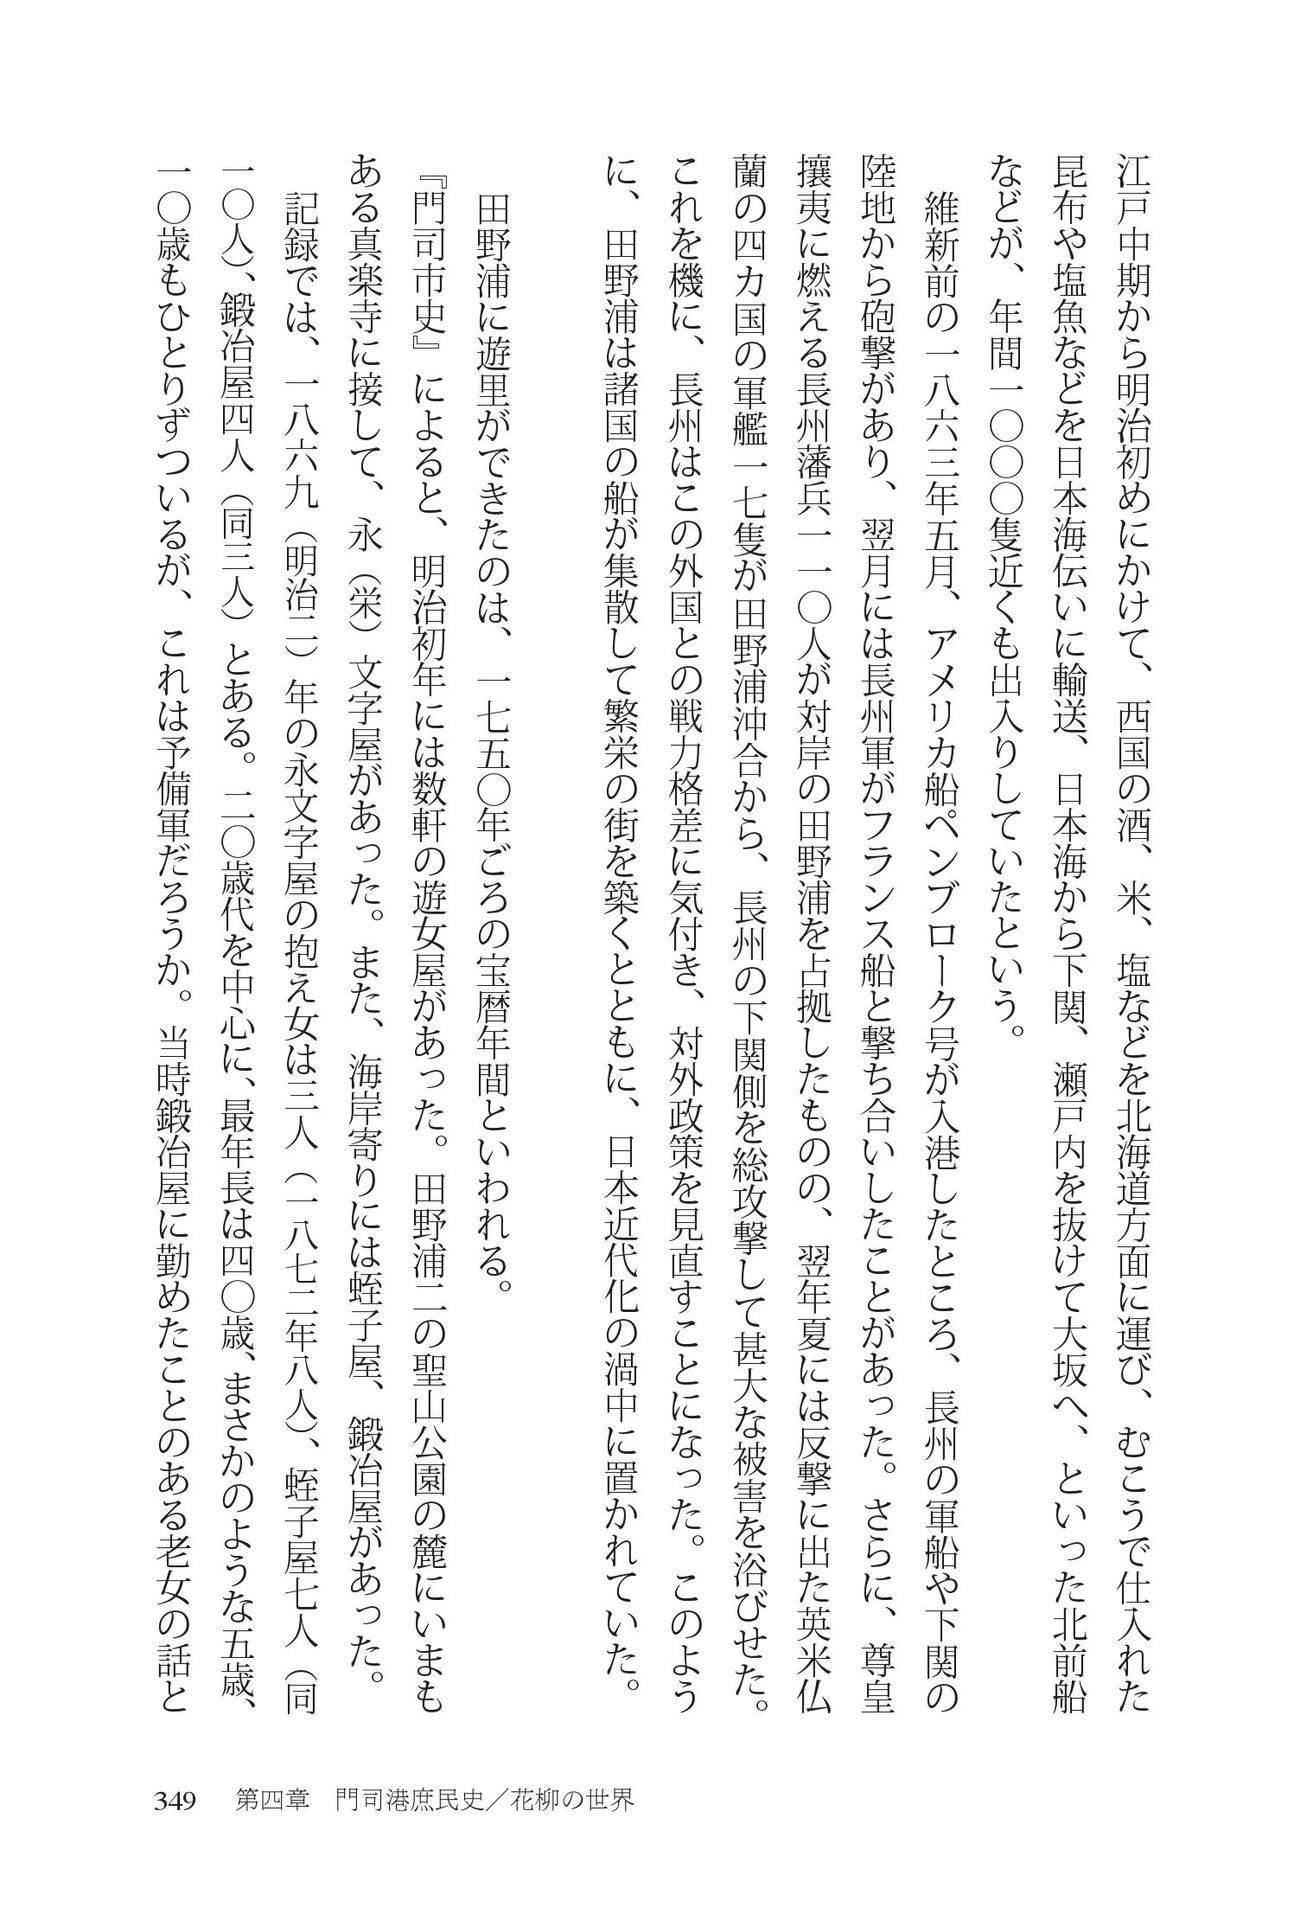 江戸中期から明治初めにかけて、西国の酒、米、塩などを北海道方面に運び、むこうで仕入れた
昆布や塩魚などを日本海伝いに輸送、日本海から下関、瀬戸内を抜けて大坂へ、といった北前船
などが、年間一〇〇〇隻近くも出入りしていたという。
　維新前の一八六三年五月、アメリカ船ペンブローク号が入港したところ、長州の軍船や下関の
陸地から砲撃があり、翌月には長州軍がフランス船と撃ち合いしたことがあった。さらに、尊皇
攘夷に燃える長州藩兵一一〇人が対岸の田野浦を占拠したものの、翌年夏には反撃に出た英米仏
蘭の四カ国の軍艦一七隻が田野浦沖合から、長州の下関側を総攻撃して甚大な被害を浴びせた。
これを機に、長州はこの外国との戦力格差に気付き、対外政策を見直すことになった。このよう
に、田野浦は諸国の船が集散して繁栄の街を築くとともに、日本近代化の渦中に置かれていた。
　田野浦に遊里ができたのは、一七五〇年ごろの宝暦年間といわれる。
『門司市史』によると、明治初年には数軒の遊女屋があった。田野浦二の聖山公園の麓にいまも
ある真楽寺に接して、永（栄）文字屋があった。また、海岸寄りには蛭子屋、鍛冶屋があった。
　記録では、一八六九（明治二）年の永文字屋の抱え女は三人（一八七二年八人）、蛭子屋七人（同
一〇人）、鍛冶屋四人（同三人）とある。二〇歳代を中心に、最年長は四〇歳、まさかのような五歳、
一〇歳もひとりずついるが、これは予備軍だろうか。当時鍛冶屋に勤めたことのある老女の話と
349　第四章　門司港庶民史／花柳の世界